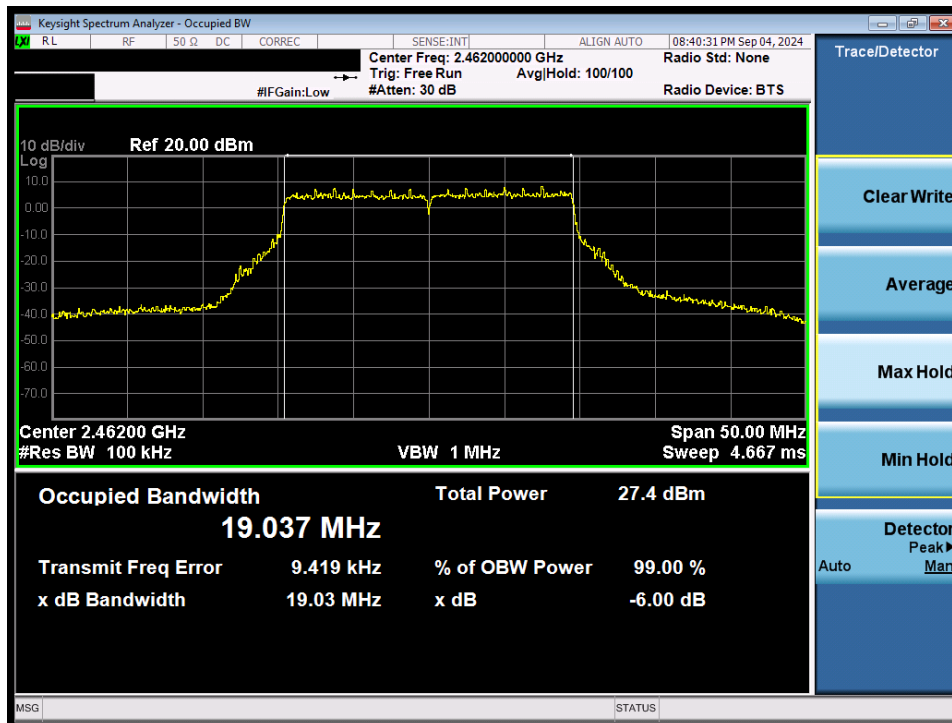 Keysight Spectrum Analyzer - Occupied BW
LXI RL RF 50 Ω DC CORREC SENSE:INT ALIGN AUTO 08:40:31 PM Sep 04, 2024
Center Freq: 2.462000000 GHz Radio Std: None
Trig: Free Run Avg|Hold: 100/100
#IFGain:Low #Atten: 30 dB Radio Device: BTS
10 dB/div Ref 20.00 dBm
Log
10.0
0.00
-10.0
-20.0
-30.0
-40.0
-50.0
-60.0
-70.0
Center 2.46200 GHz Span 50.00 MHz
#Res BW 100 kHz VBW 1 MHz Sweep 4.667 ms
Occupied Bandwidth Total Power 27.4 dBm
19.037 MHz
Transmit Freq Error 9.419 kHz % of OBW Power 99.00 %
x dB Bandwidth 19.03 MHz x dB -6.00 dB
MSG STATUS
Trace/Detector
Clear Write
Average
Max Hold
Min Hold
Detector
Peak
Auto Man